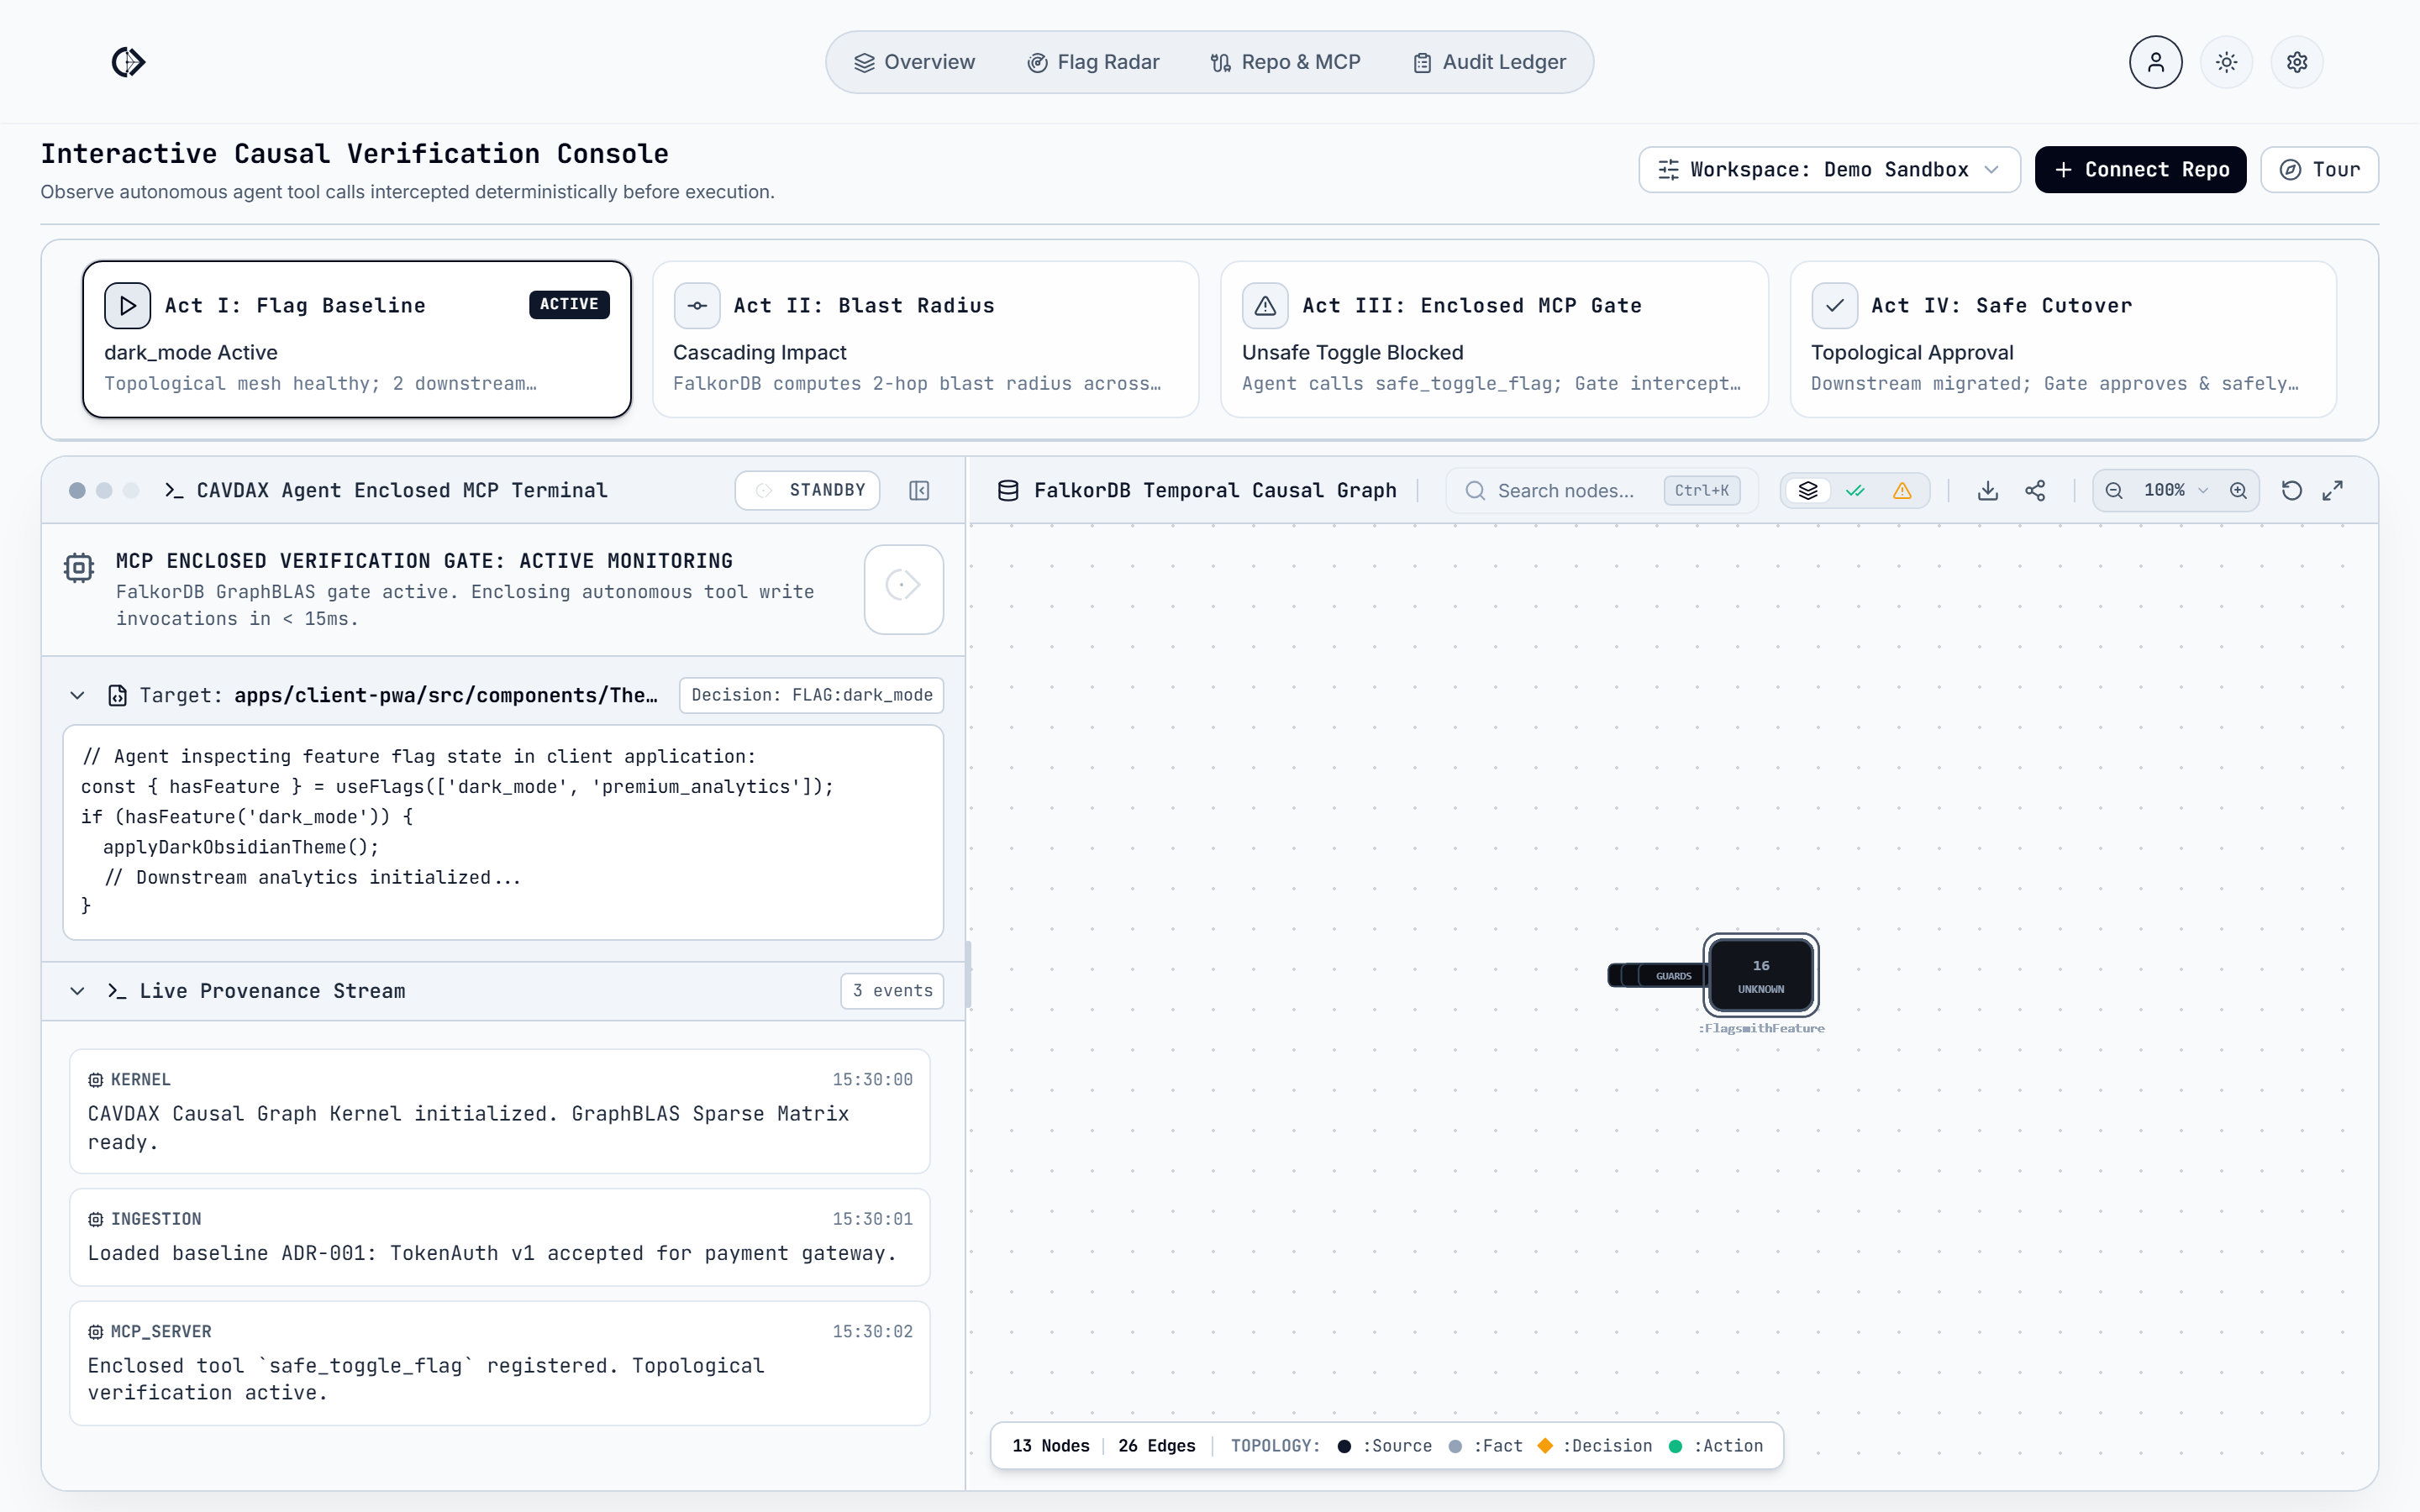 Overview
Flag Radar
Repo & MCP
Audit Ledger
Interactive Causal Verification Console
Observe autonomous agent tool calls intercepted deterministically before execution.
Workspace: Demo Sandbox
Connect Repo
Tour
Act I: Flag Baseline
ACTIVE
dark_mode Active
Topological mesh healthy; 2 downstream…
Act II: Blast Radius
Cascading Impact
FalkorDB computes 2-hop blast radius across…
Act III: Enclosed MCP Gate
Unsafe Toggle Blocked
Agent calls safe_toggle_flag; Gate intercept…
Act IV: Safe Cutover
Topological Approval
Downstream migrated; Gate approves & safely…
CAVDAX Agent Enclosed MCP Terminal
STANDBY
MCP ENCLOSED VERIFICATION GATE: ACTIVE MONITORING
FalkorDB GraphBLAS gate active. Enclosing autonomous tool write
invocations in < 15ms.
Target: apps/client-pwa/src/components/The…
Decision: FLAG:dark_mode
// Agent inspecting feature flag state in client application:
const { hasFeature } = useFlags(['dark_mode', 'premium_analytics']);
if (hasFeature('dark_mode')) {
applyDarkObsidianTheme();
// Downstream analytics initialized...
}
Live Provenance Stream
3 events
KERNEL
15:30:00
CAVDAX Causal Graph Kernel initialized. GraphBLAS Sparse Matrix
ready.
INGESTION
15:30:01
Loaded baseline ADR-001: TokenAuth v1 accepted for payment gateway.
MCP_SERVER
15:30:02
Enclosed tool `safe_toggle_flag` registered. Topological
verification active.
FalkorDB Temporal Causal Graph
Search nodes...
Ctrl+K
100%
GUARDS
16
UNKNOWN
:FlagsmithFeature
13 Nodes
26 Edges
TOPOLOGY:
:Source
:Fact
:Decision
:Action